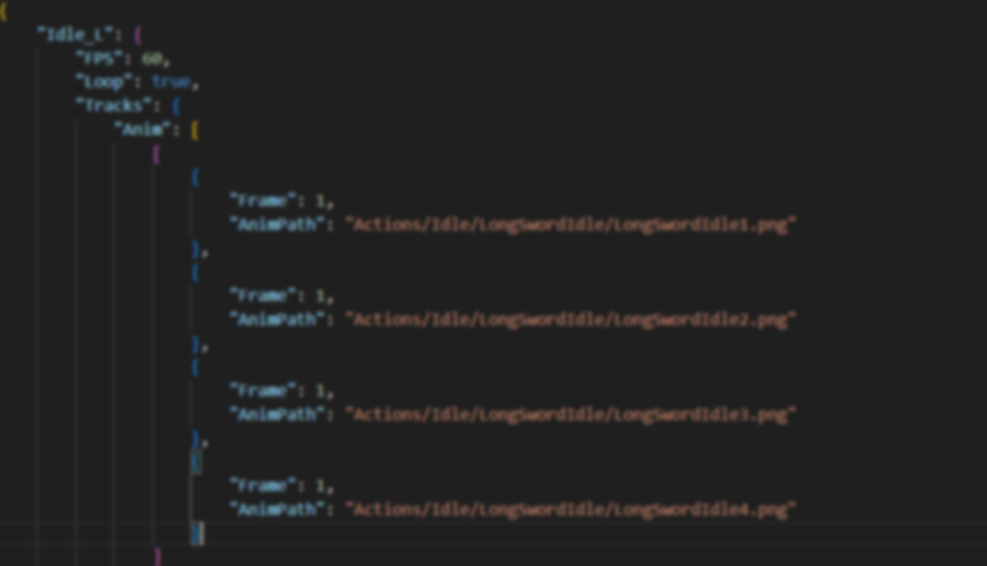 {
"Idle_L": {
"FPS": 60,
"Loop": true,
"Tracks": {
"Anim": [
[
{
"Frame": 1,
"AnimPath": "Actions/Idle/LongSwordIdle/LongSwordIdle1.png"
},
{
"Frame": 1,
"AnimPath": "Actions/Idle/LongSwordIdle/LongSwordIdle2.png"
},
{
"Frame": 1,
"AnimPath": "Actions/Idle/LongSwordIdle/LongSwordIdle3.png"
},
{
"Frame": 1,
"AnimPath": "Actions/Idle/LongSwordIdle/LongSwordIdle4.png"
}
]